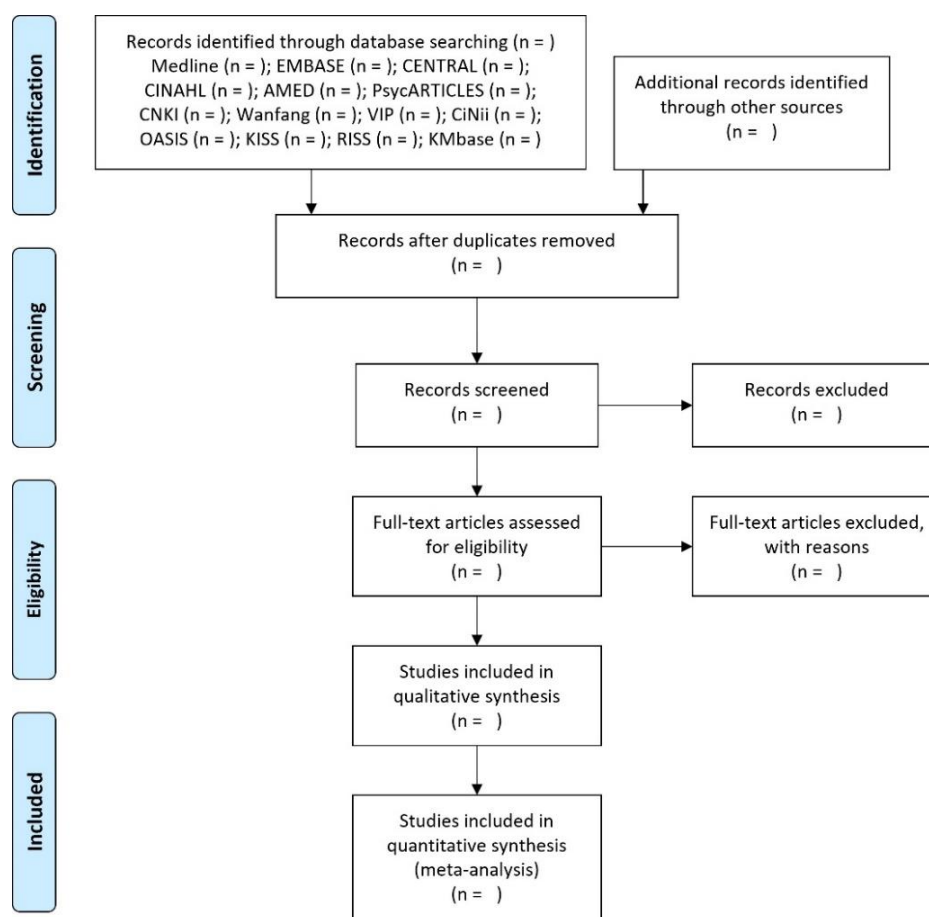 Identification
Records identified through database searching (n = )
Medline (n = ); EMBASE (n = ); CENTRAL (n = );
CINAHL (n = ); AMED (n = ); PsycARTICLES (n = );
CNKI (n = ); Wanfang (n = ); VIP (n = ); CiNii (n = );
OASIS (n = ); KISS (n = ); RISS (n = ); KMbase (n = )
Additional records identified
through other sources
(n =   )
Records after duplicates removed
(n =   )
Screening
Records screened
(n =   )
Records excluded
(n =   )
Eligibility
Full-text articles assessed
for eligibility
(n =   )
Full-text articles excluded,
with reasons
(n =   )
Studies included in
qualitative synthesis
(n =   )
Included
Studies included in
quantitative synthesis
(meta-analysis)
(n =   )